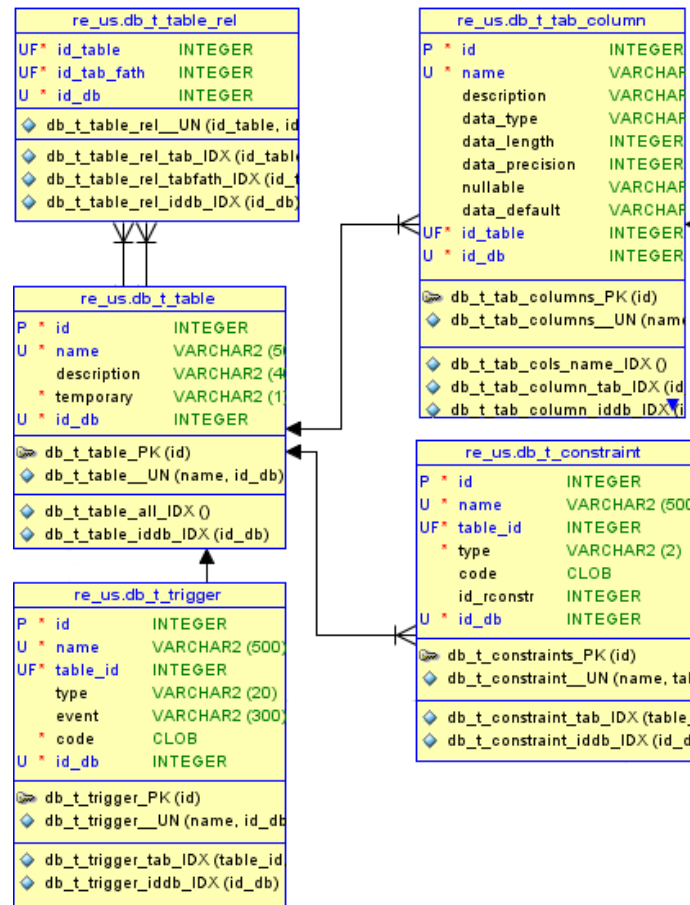 re_us.db_t_table_rel
UF* id_table INTEGER
UF* id_tab_fath INTEGER
U * id_db INTEGER
db_t_table_rel__UN (id_table, id
db_t_table_rel_tab_IDX (id_tabl
db_t_table_rel_tabfath_IDX (id_t
db_t_table_rel_iddb_IDX (id_db)
re_us.db_t_tab_column
P * id INTEGER
U * name VARCHAR
description VARCHAR
data_type VARCHAR
data_length INTEGER
data_precision INTEGER
nullable VARCHAR
data_default VARCHAR
UF* id_table INTEGER
U * id_db INTEGER
db_t_tab_columns_PK (id)
db_t_tab_columns__UN (name
db_t_tab_cols_name_IDX ()
db_t_tab_column_tab_IDX (id
db_t_tab_column_iddb_IDX (i
re_us.db_t_table
P * id INTEGER
U * name VARCHAR2 (50
description VARCHAR2 (40
* temporary VARCHAR2 (1)
U * id_db INTEGER
db_t_table_PK (id)
db_t_table__UN (name, id_db)
db_t_table_all_IDX ()
db_t_table_iddb_IDX (id_db)
re_us.db_t_constraint
P * id INTEGER
U * name VARCHAR2 (500
UF* table_id INTEGER
* type VARCHAR2 (2)
code CLOB
id_rconstr INTEGER
U * id_db INTEGER
db_t_constraints_PK (id)
db_t_constraint__UN (name, tab
db_t_constraint_tab_IDX (table_
db_t_constraint_iddb_IDX (id_d
re_us.db_t_trigger
P * id INTEGER
U * name VARCHAR2 (500)
UF* table_id INTEGER
type VARCHAR2 (20)
event VARCHAR2 (300)
* code CLOB
U * id_db INTEGER
db_t_trigger_PK (id)
db_t_trigger__UN (name, id_db
db_t_trigger_tab_IDX (table_id,
db_t_trigger_iddb_IDX (id_db)